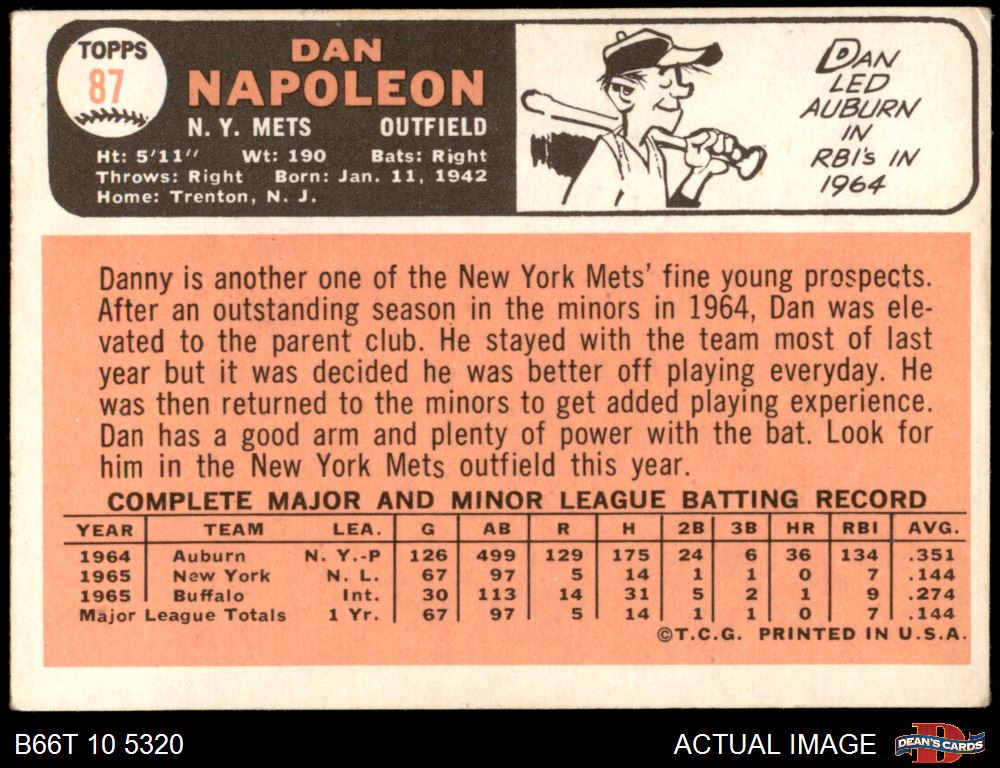 TOPPS
87
DAN
NAPOLEON
N. Y. METS OUTFIELD
Ht: 5'11" Wt: 190 Bats: Right
Throws: Right Born: Jan. 11, 1942
Home: Trenton, N. J.
DAN
LED
AUBURN
IN
RBI's IN
1964
Danny is another one of the New York Mets' fine young prospects.
After an outstanding season in the minors in 1964, Dan was ele-
vated to the parent club. He stayed with the team most of last
year but it was decided he was better off playing everyday. He
was then returned to the minors to get added playing experience.
Dan has a good arm and plenty of power with the bat. Look for
him in the New York Mets outfield this year.
COMPLETE MAJOR AND MINOR LEAGUE BATTING RECORD
YEAR TEAM LEA. G AB R H 2B 3B HR RBI AVG.
1964 Auburn N. Y.-P 126 499 129 175 24 6 36 134 .351
1965 New York N. L. 67 97 5 14 1 1 0 7 .144
1965 Buffalo Int. 30 113 14 31 5 2 1 9 .274
Major League Totals 1 Yr. 67 97 5 14 1 1 0 7 .144
©T.C.G. PRINTED IN U.S.A.
B66T 10 5320
ACTUAL IMAGE
D
DEAN'S CARDS